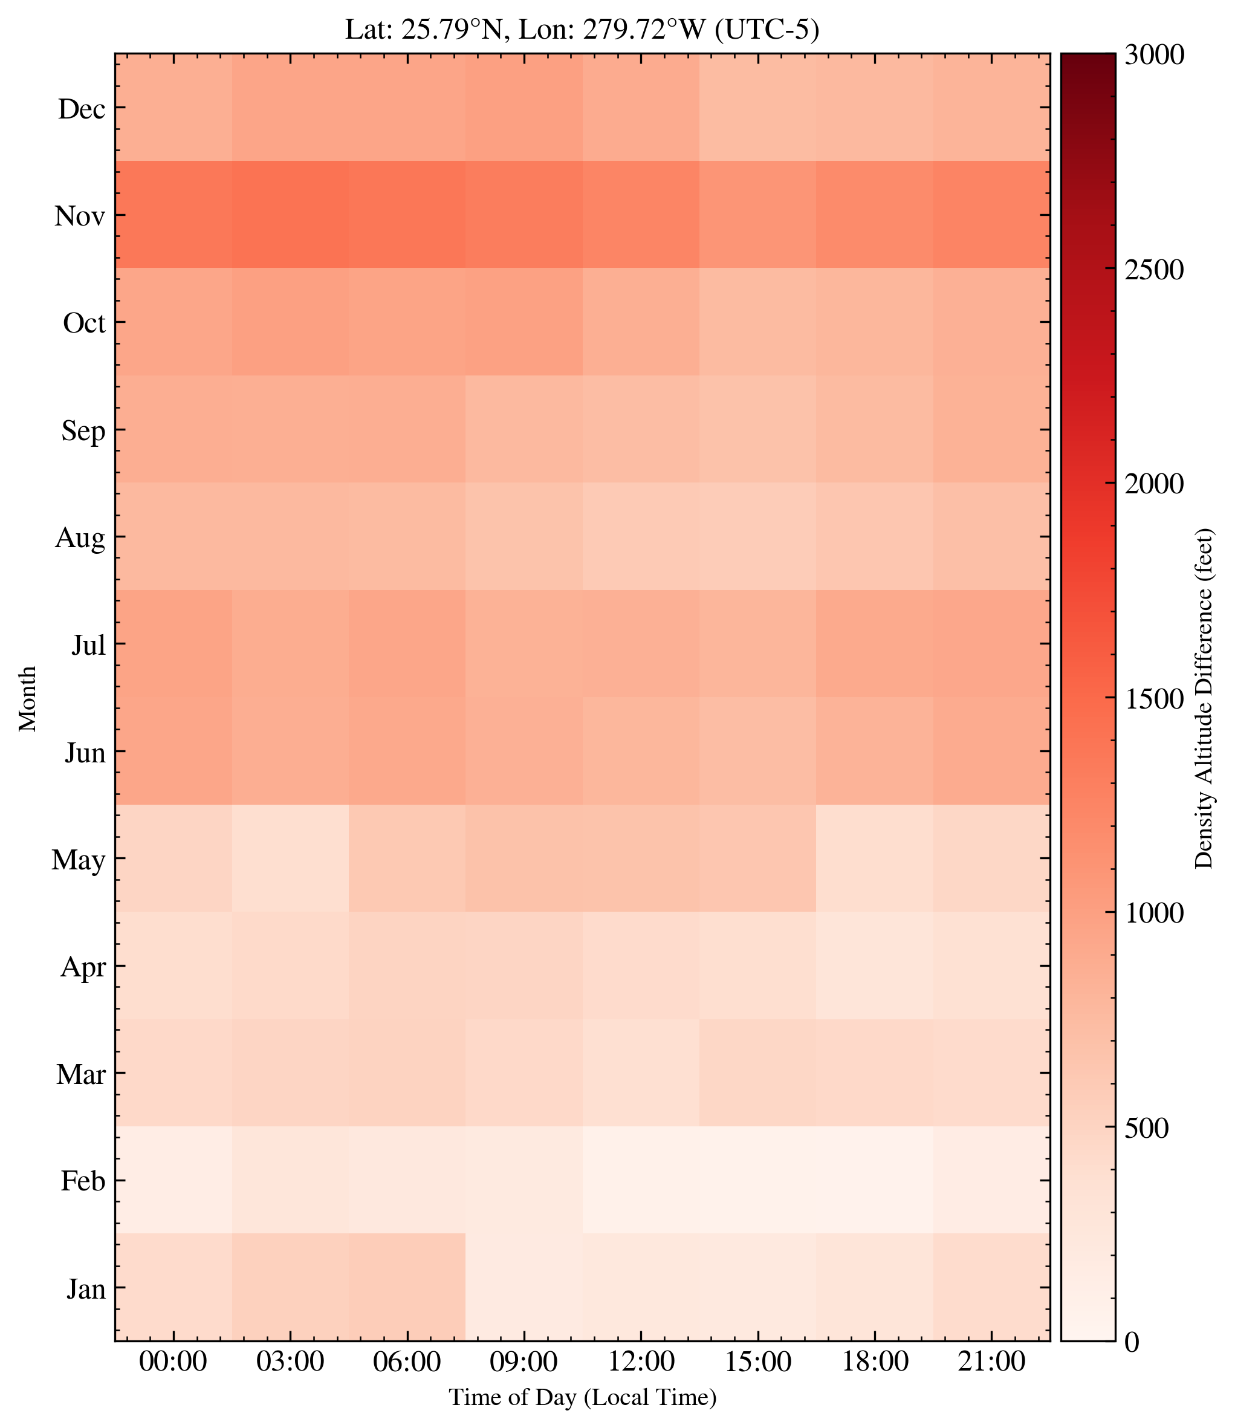 Lat: 25.79°N, Lon: 279.72°W (UTC-5)
Dec
Nov
Oct
Sep
Aug
Jul
Jun
May
Apr
Mar
Feb
Jan
Month
00:00 03:00 06:00 09:00 12:00 15:00 18:00 21:00
Time of Day (Local Time)
3000
2500
2000
1500
1000
500
0
Density Altitude Difference (feet)